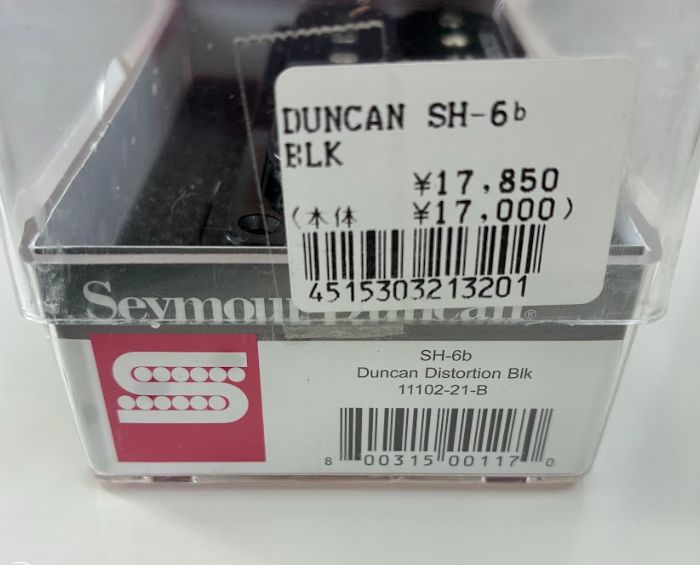 DUNCAN SH-6b
BLK
¥17,850
(本体 ¥17,000)
4515303213201
Seymour Duncan®
SH-6b
Duncan Distortion Blk
11102-21-B
8 00315 00117 0